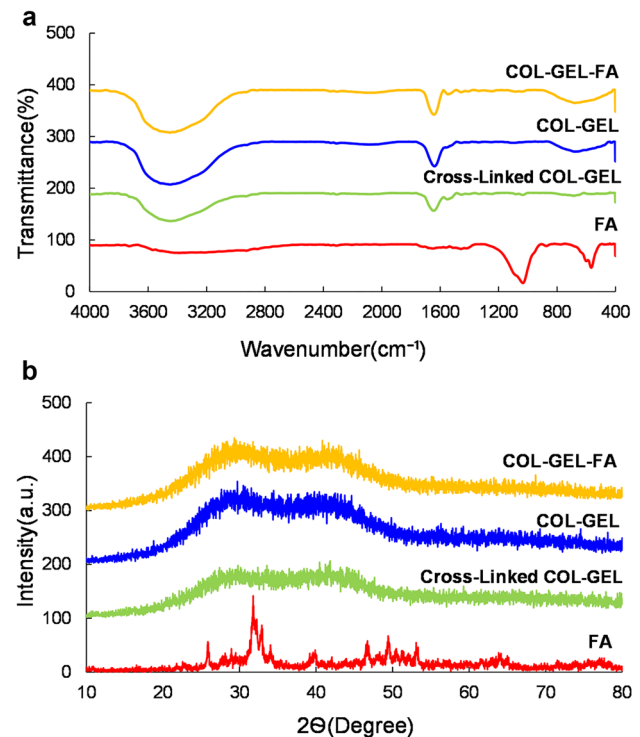 a
500
400
300
200
100
0
Transmittance(%)
COL-GEL-FA
COL-GEL
Cross-Linked COL-GEL
FA
4000 3600 3200 2800 2400 2000 1600 1200 800 400
Wavenumber(cm⁻¹)
b
500
400
300
200
100
0
Intensity(a.u.)
COL-GEL-FA
COL-GEL
Cross-Linked COL-GEL
FA
10 20 30 40 50 60 70 80
2Θ(Degree)